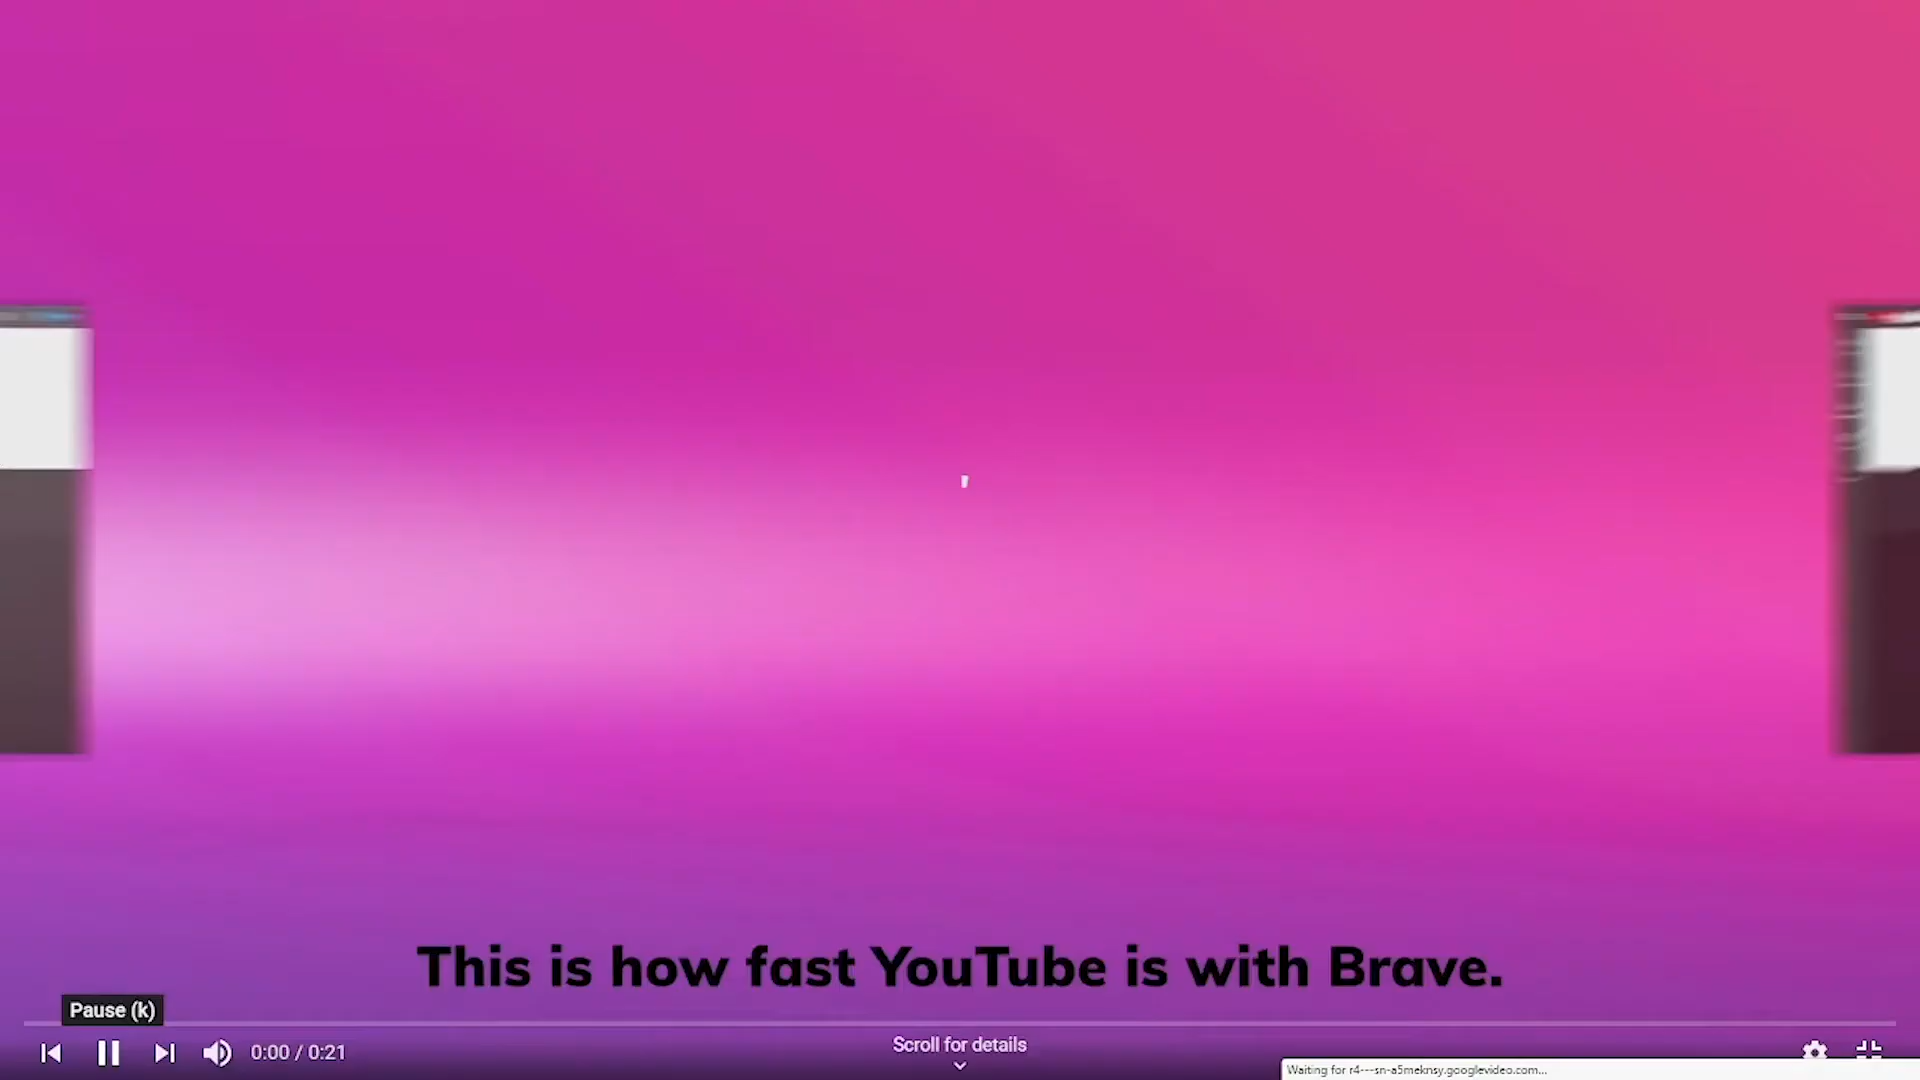 This is how fast YouTube is with Brave.
Pause (k)
0:00 / 0:21
Scroll for details
Waiting for r4---sn-a5meknsy.googlevideo.com...